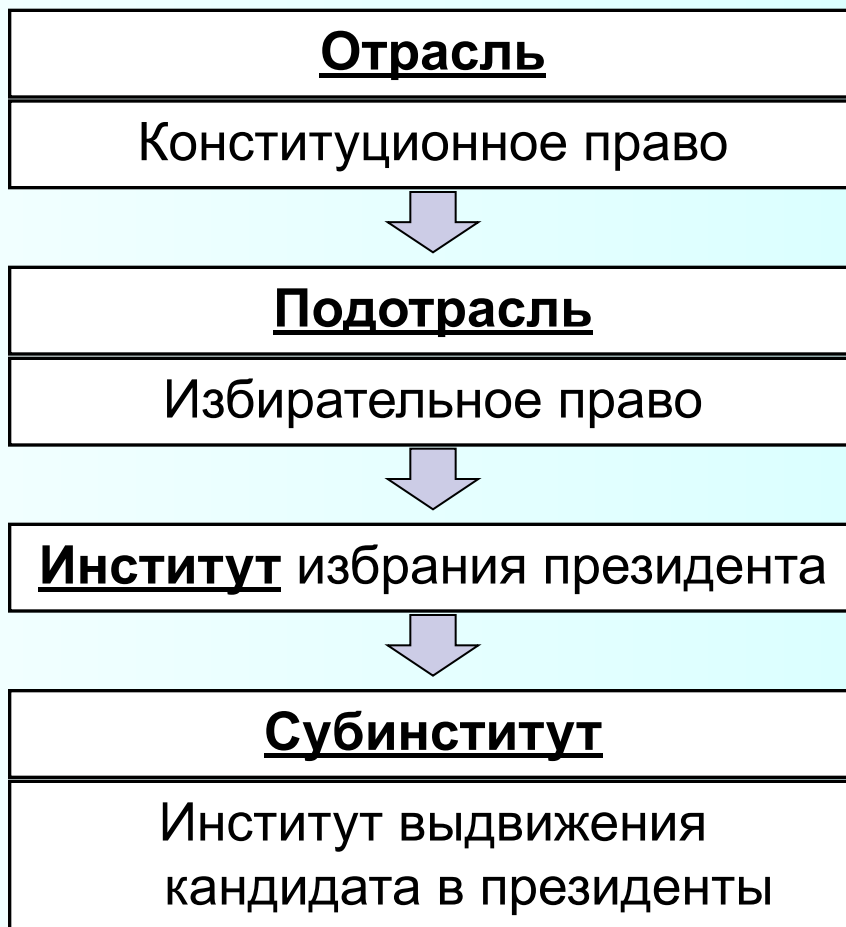 Отрасль
Конституционное право
Подотрасль
Избирательное право
Институт избрания президента
Субинститут
Институт выдвижения
кандидата в президенты